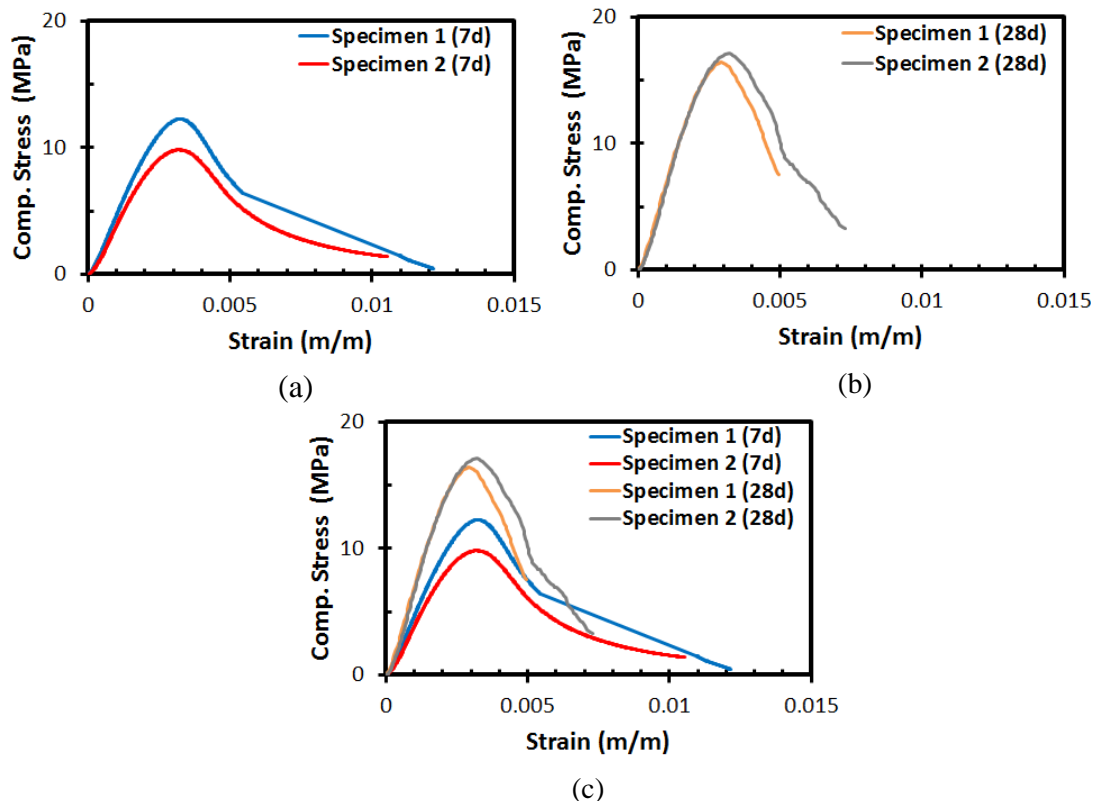 20
10
0
Comp. Stress (MPa)
Specimen 1 (7d)
Specimen 2 (7d)
0 0.005 0.01 0.015
Strain (m/m)
(a)
20
10
0
Comp. Stress (MPa)
Specimen 1 (28d)
Specimen 2 (28d)
0 0.005 0.01 0.015
Strain (m/m)
(b)
20
10
0
Comp. Stress (MPa)
Specimen 1 (7d)
Specimen 2 (7d)
Specimen 1 (28d)
Specimen 2 (28d)
0 0.005 0.01 0.015
Strain (m/m)
(c)